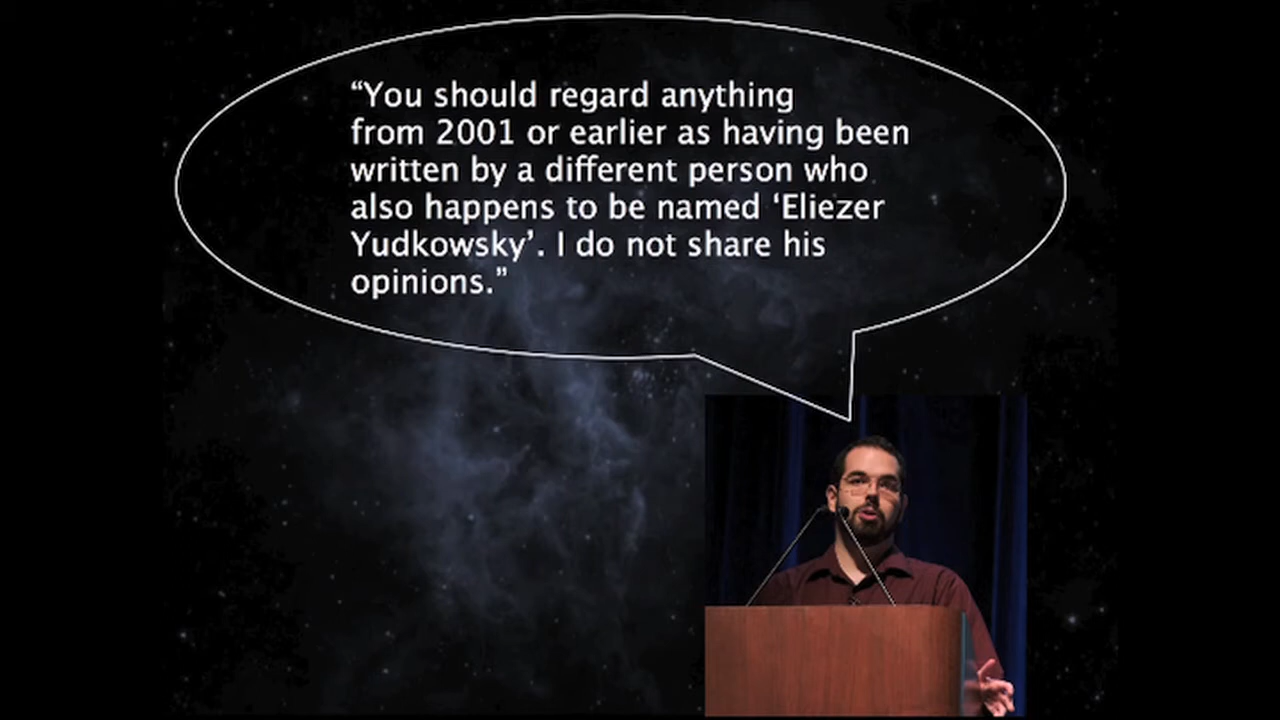 “You should regard anything
from 2001 or earlier as having been
written by a different person who
also happens to be named ‘Eliezer
Yudkowsky’. I do not share his
opinions.”